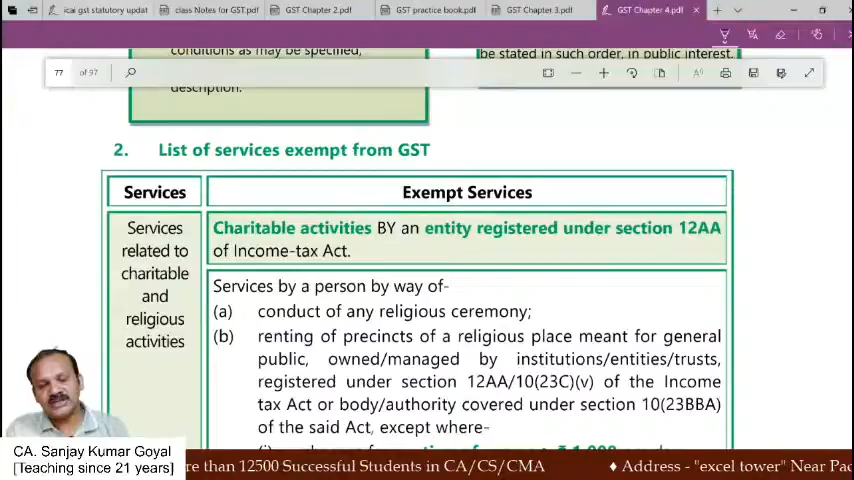 icai gst statutory updat
class Notes for GST.pdf
GST Chapter 2.pdf
GST practice book.pdf
GST Chapter 3.pdf
GST Chapter 4.pdf
conditions as may be specified,
be stated in such order, in public interest.
77 of 97
description.
2. List of services exempt from GST
Services
Exempt Services
Services
related to
charitable
and
religious
activities
Charitable activities BY an entity registered under section 12AA
of Income-tax Act.
Services by a person by way of-
(a) conduct of any religious ceremony;
(b) renting of precincts of a religious place meant for general
public, owned/managed by institutions/entities/trusts,
registered under section 12AA/10(23C)(v) of the Income
tax Act or body/authority covered under section 10(23BBA)
of the said Act, except where-
CA. Sanjay Kumar Goyal
[Teaching since 21 years]
re than 12500 Successful Students in CA/CS/CMA
♦ Address - "excel tower" Near Pac